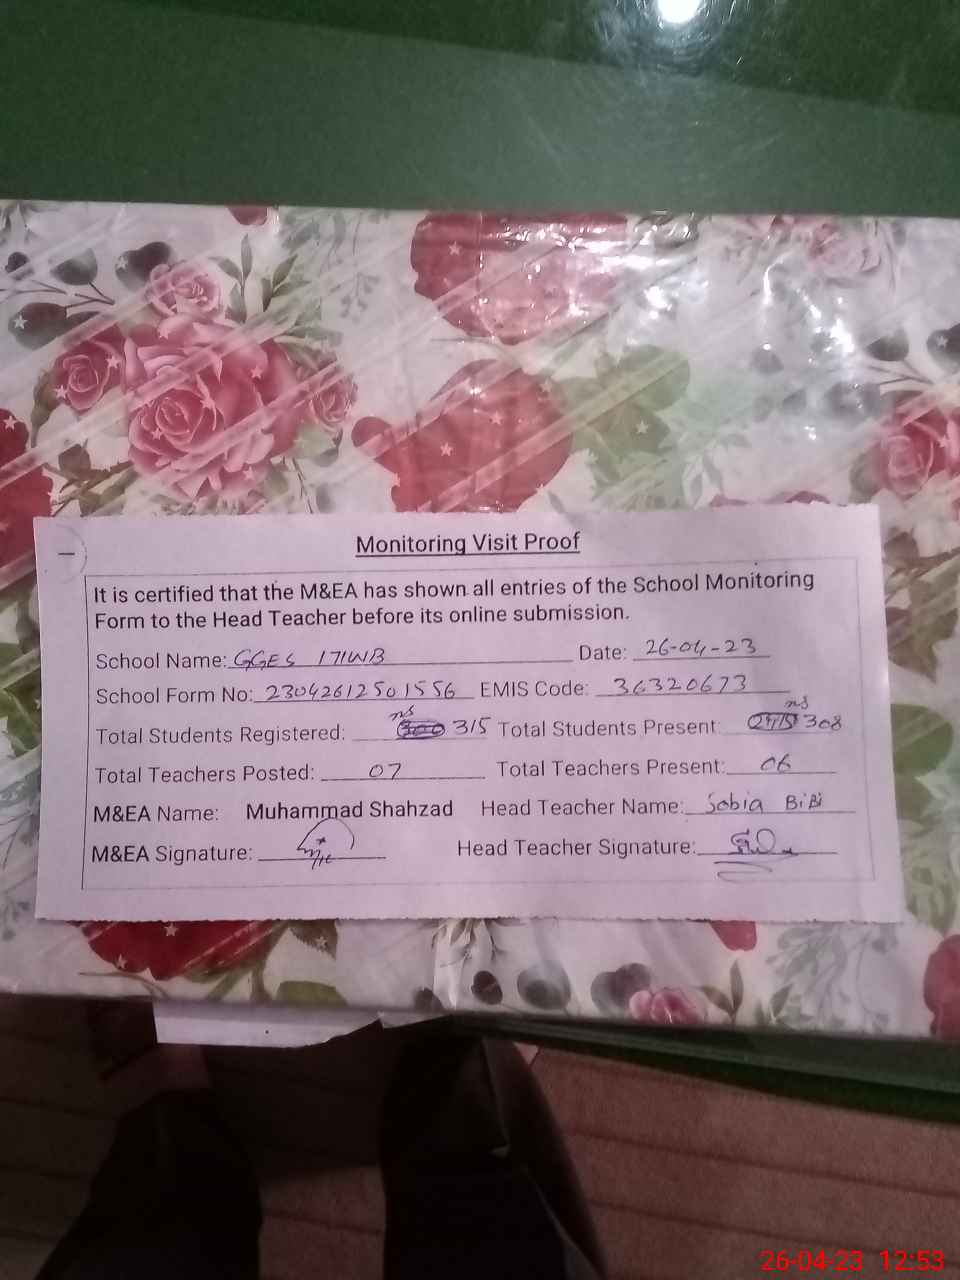 Monitoring Visit Proof
It is certified that the M&EA has shown all entries of the School Monitoring
Form to the Head Teacher before its online submission.
School Name: GGES 171WB Date: 26-04-23
School Form No: 2304261250 1556 EMIS Code: 36320673
Total Students Registered: 315 Total Students Present: 308
Total Teachers Posted: 07 Total Teachers Present: 06
M&EA Name: Muhammad Shahzad Head Teacher Name: Sobia BiBi
M&EA Signature: Head Teacher Signature:
26-04-23 12:53